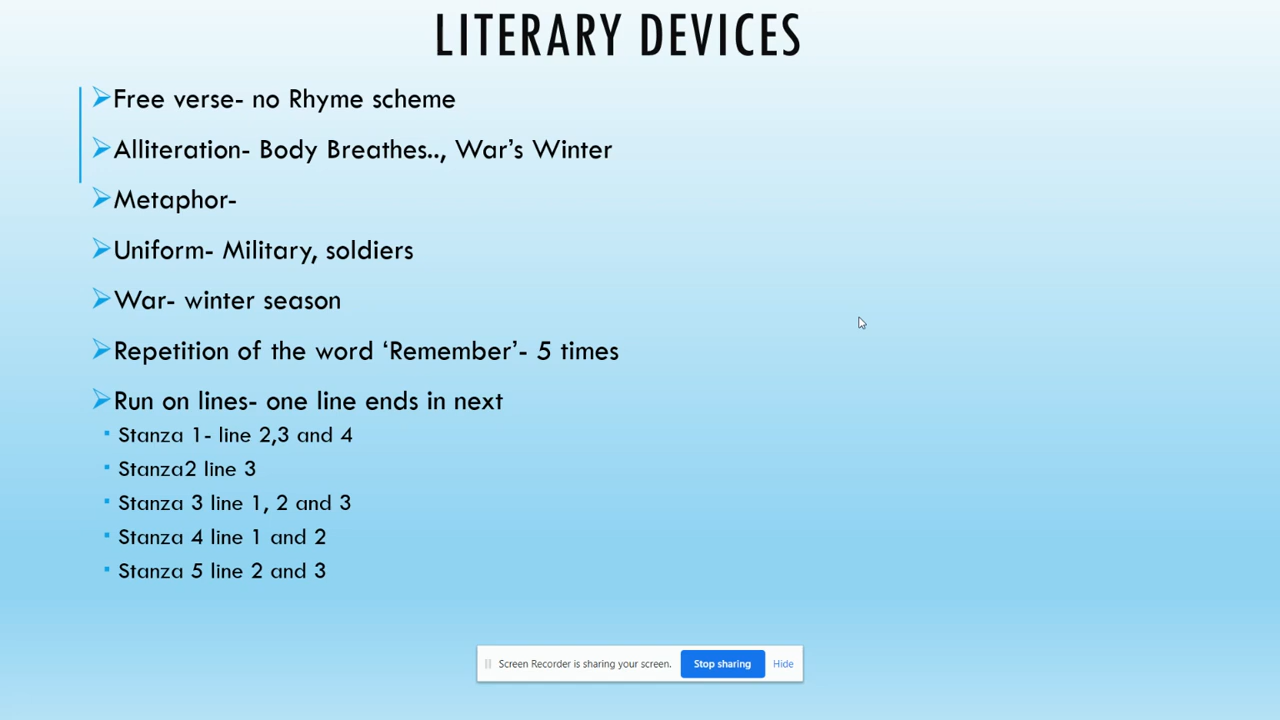 LITERARY DEVICES
Free verse- no Rhyme scheme
Alliteration- Body Breathes.., War's Winter
Metaphor-
Uniform- Military, soldiers
War- winter season
Repetition of the word ‘Remember’- 5 times
Run on lines- one line ends in next
Stanza 1- line 2,3 and 4
Stanza2 line 3
Stanza 3 line 1, 2 and 3
Stanza 4 line 1 and 2
Stanza 5 line 2 and 3
Screen Recorder is sharing your screen. Stop sharing Hide